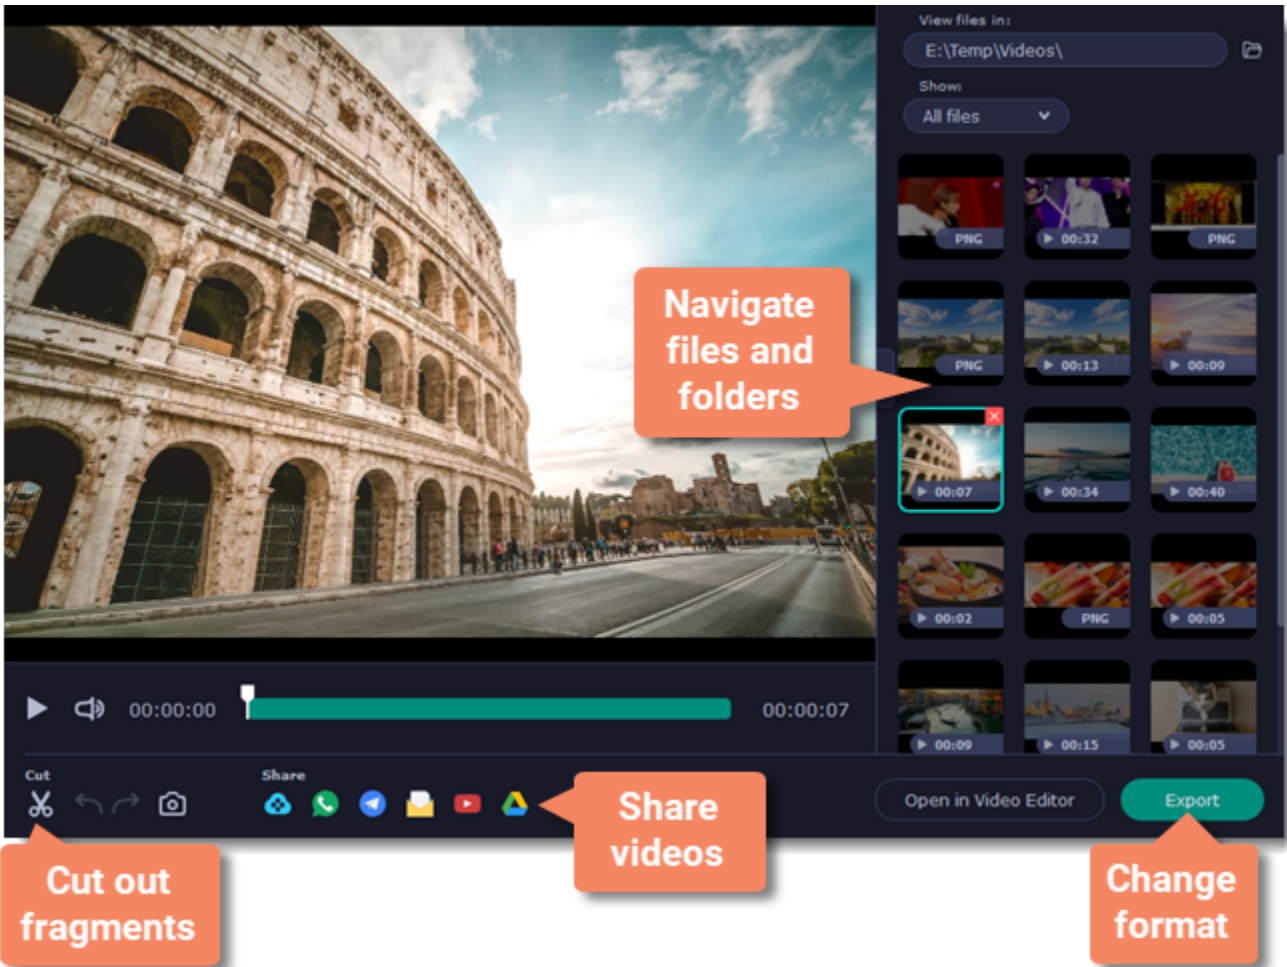 View files in:
E:\Temp\Videos\
Show:
All files
PNG
00:32
PNG
PNG
00:13
00:09
00:07
00:34
00:40
00:02
PNG
00:05
00:09
00:15
00:05
Navigate
files and
folders
00:00:00
00:00:07
Cut
Share
Open in Video Editor
Export
Cut out
fragments
Share
videos
Change
format